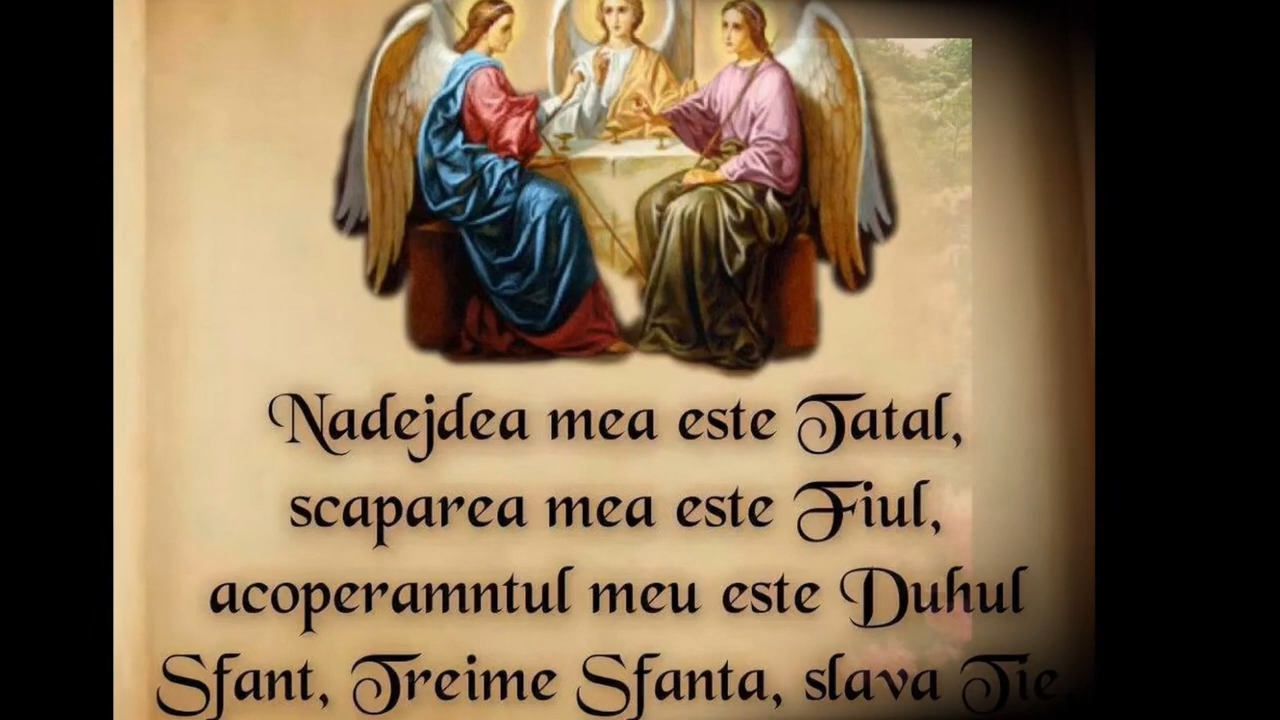 Nadejdea mea este Tatal,
scaparea mea este Fiul,
acoperamntul meu este Duhul
Sfant, Treime Sfanta, slava Tie.